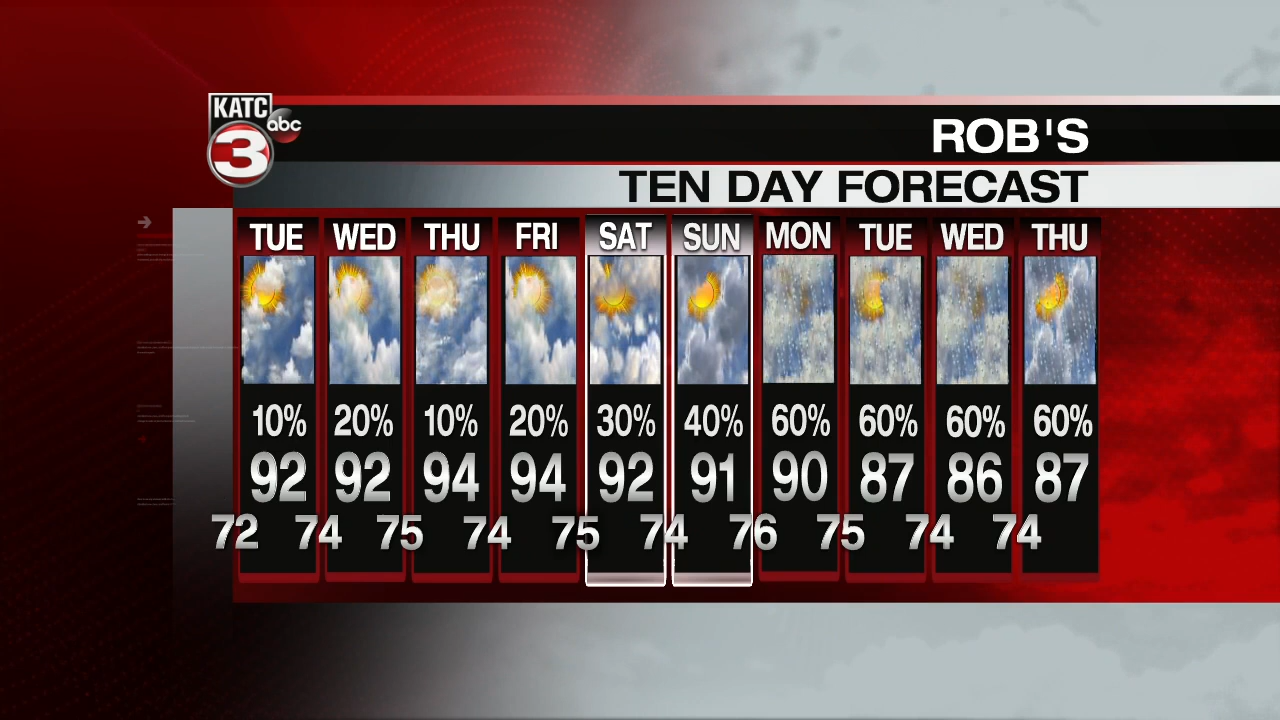 KATC
abc
3
ROB'S
TEN DAY FORECAST
TUE WED THU FRI SAT SUN MON TUE WED THU
10% 20% 10% 20% 30% 40% 60% 60% 60% 60%
92 92 94 94 92 91 90 87 86 87
72 74 75 74 75 74 76 75 74 74